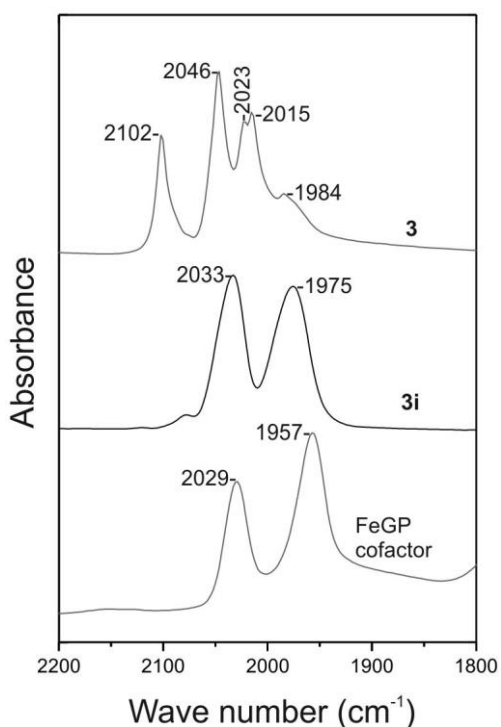 2046-
2023
2102-
-2015
-1984
3
2033-
-1975
3i
1957-
2029-
FeGP
cofactor
Absorbance
2200 2100 2000 1900 1800
Wave number (cm⁻¹)